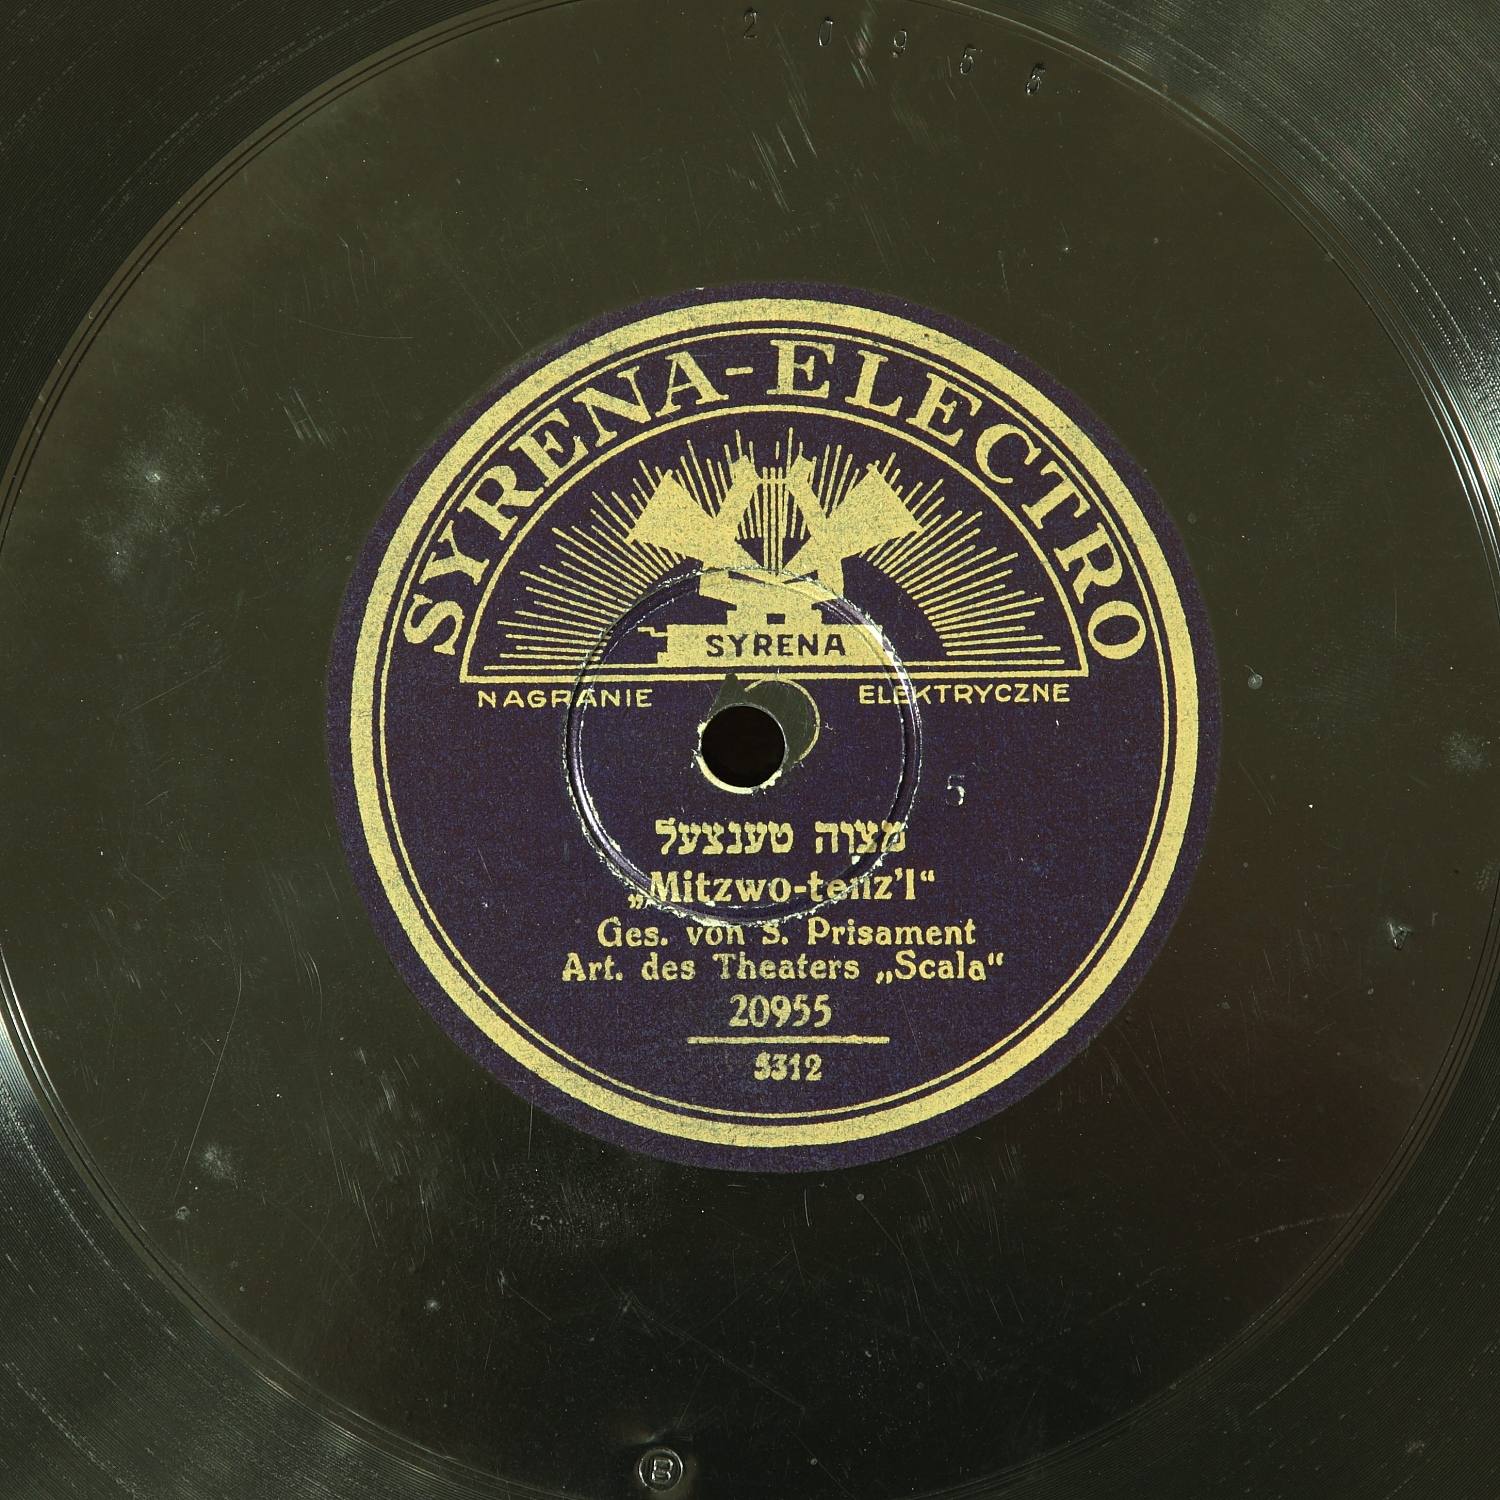 20955
SYRENA-ELECTRO
SYRENA
NAGRANIE ELEKTRYCZNE
5
מצוה טענצעל
„Mitzwo-tenz'l“
Ges. von S. Prisament
Art. des Theaters „Scala“
20955
5312
A
B